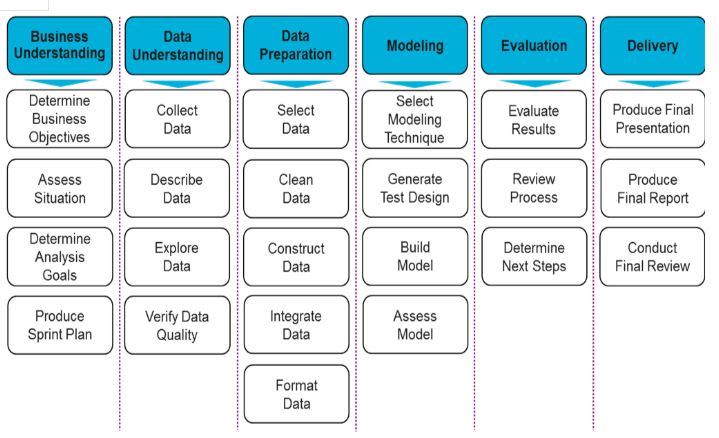 Business
Understanding
Data
Understanding
Data
Preparation
Modeling
Evaluation
Delivery
Determine
Business
Objectives
Collect
Data
Select
Data
Select
Modeling
Technique
Evaluate
Results
Produce Final
Presentation
Assess
Situation
Describe
Data
Clean
Data
Generate
Test Design
Review
Process
Produce
Final Report
Determine
Analysis
Goals
Explore
Data
Construct
Data
Build
Model
Determine
Next Steps
Conduct
Final Review
Produce
Sprint Plan
Verify Data
Quality
Integrate
Data
Assess
Model
Format
Data